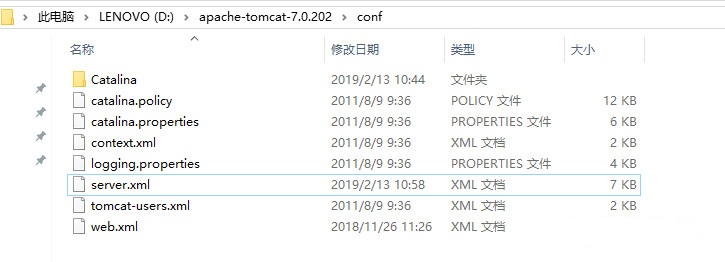 此电脑 > LENOVO (D:) > apache-tomcat-7.0.202 > conf
名称 修改日期 类型 大小
Catalina 2019/2/13 10:44 文件夹
catalina.policy 2011/8/9 9:36 POLICY 文件 12 KB
catalina.properties 2011/8/9 9:36 PROPERTIES 文件 6 KB
context.xml 2011/8/9 9:36 XML 文档 2 KB
logging.properties 2011/8/9 9:36 PROPERTIES 文件 4 KB
server.xml 2019/2/13 10:58 XML 文档 7 KB
tomcat-users.xml 2011/8/9 9:36 XML 文档 2 KB
web.xml 2018/11/26 11:26 XML 文档